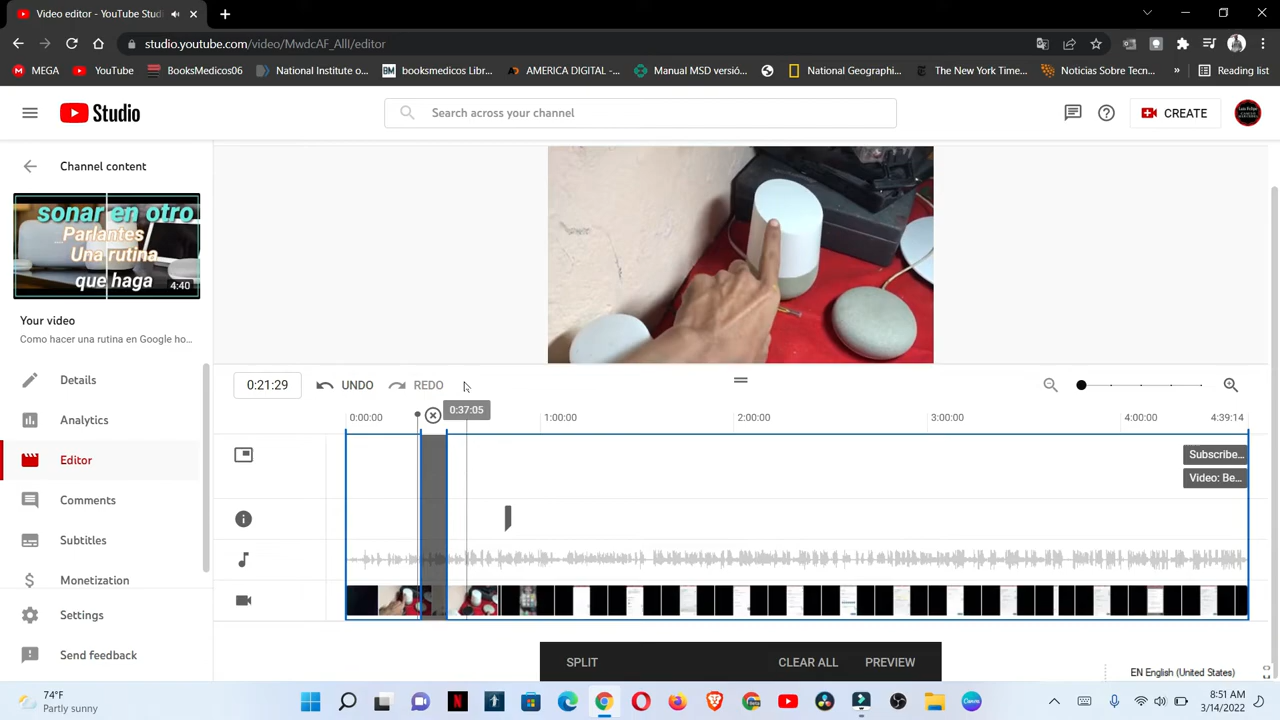 Video Studio
studio.youtube.com/video/MwdcAF_Alll/editor
MEGA YouTube BooksMedicos06 National Institute o... booksmedicos Libr... AMERICA DIGITAL -... Manual MSD versió... National Geographi... The New York Time... Noticias Sobre Tecn... » Reading list
Studio
Search across your channel
CREATE
Channel content
sonar en otro
...Parlantes
Una rutina
que haga
4:40
Your video
Como hacer una rutina en Google ho...
Details
Analytics
Editor
Comments
Subtitles
Monetization
Settings
Send feedback
0:21:29 UNDO REDO
0:37:05
0:00:00 1:00:00 2:00:00 3:00:00 4:00:00 4:39:14
Subscribe...
Video: Be...
SPLIT CLEAR ALL PREVIEW
EN English (United States)
74°F
Partly sunny
8:51 AM
3/14/2022